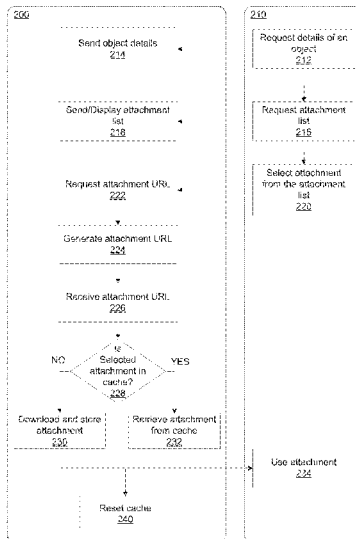 200
Send object details
214
Send/Display attachment
list
218
Request attachment URL
222
Generate attachment URL
224
Receive attachment URL
226
Is
Selected
attachment in
cache?
228
NO
YES
Download and store
attachment
230
Retrieve attachment
from cache
232
Reset cache
240
210
Request details of an
object
212
Request attachment
list
216
Select attachment
from the attachment
list
220
Use attachment
234